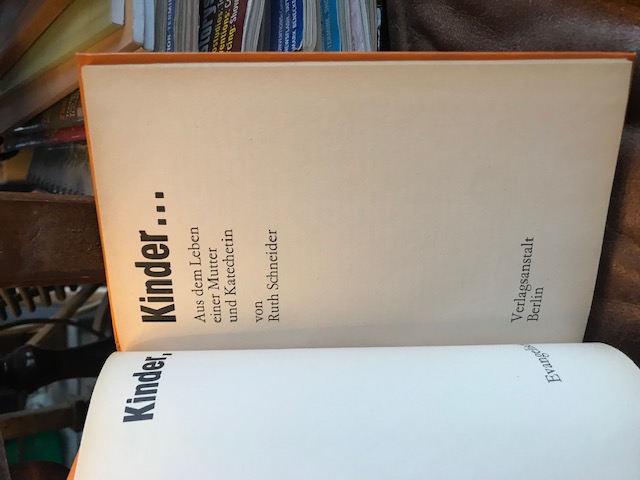 Kinder, Kinder...
Aus dem Leben
einer Mutter
und Katechetin
von
Ruth Schneider
Verlagsanstalt
Berlin